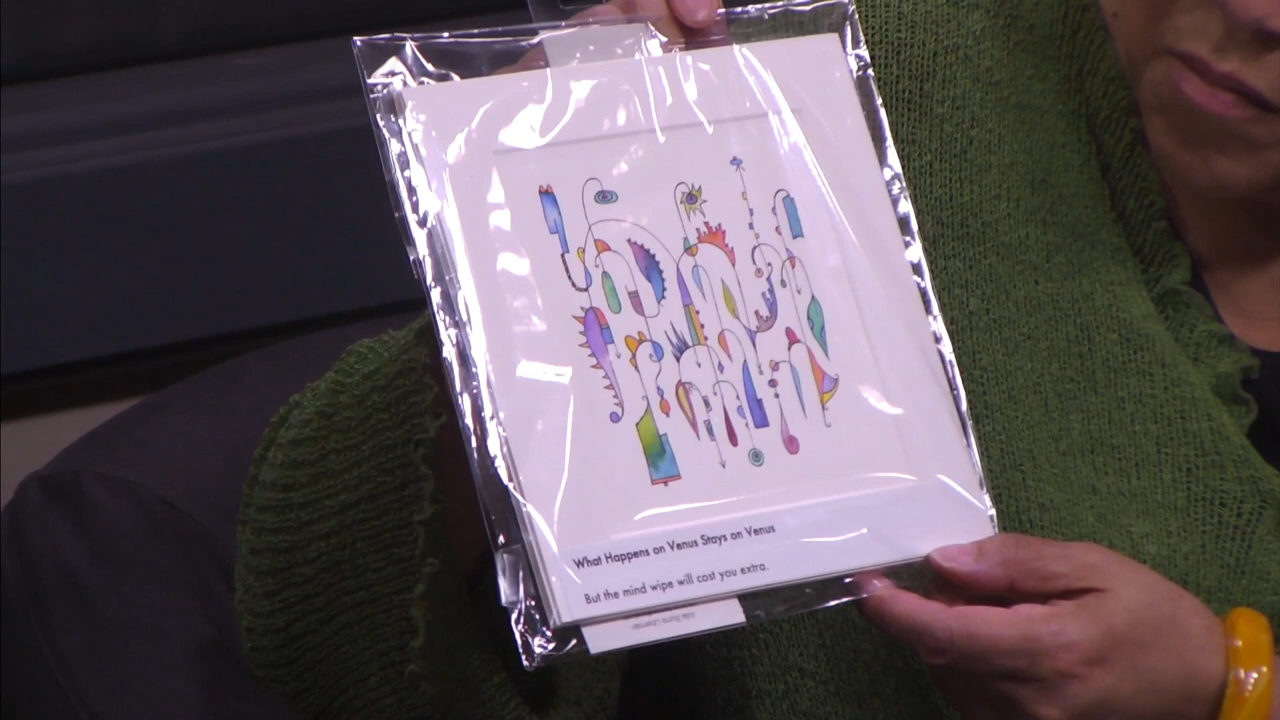 What Happens on Venus Stays on Venus
But the mind wipe will cost you extra.